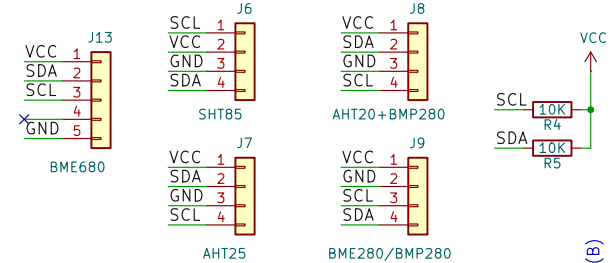 J13
VCC 1
SDA 2
SCL 3
4
GND 5
BME680
J6
SCL 1
VCC 2
GND 3
SDA 4
SHT85
J7
VCC 1
SDA 2
GND 3
SCL 4
AHT25
J8
VCC 1
SDA 2
GND 3
SCL 4
AHT20+BMP280
J9
VCC 1
GND 2
SCL 3
SDA 4
BME280/BMP280
VCC
SCL 10K
R4
SDA 10K
R5
(B)